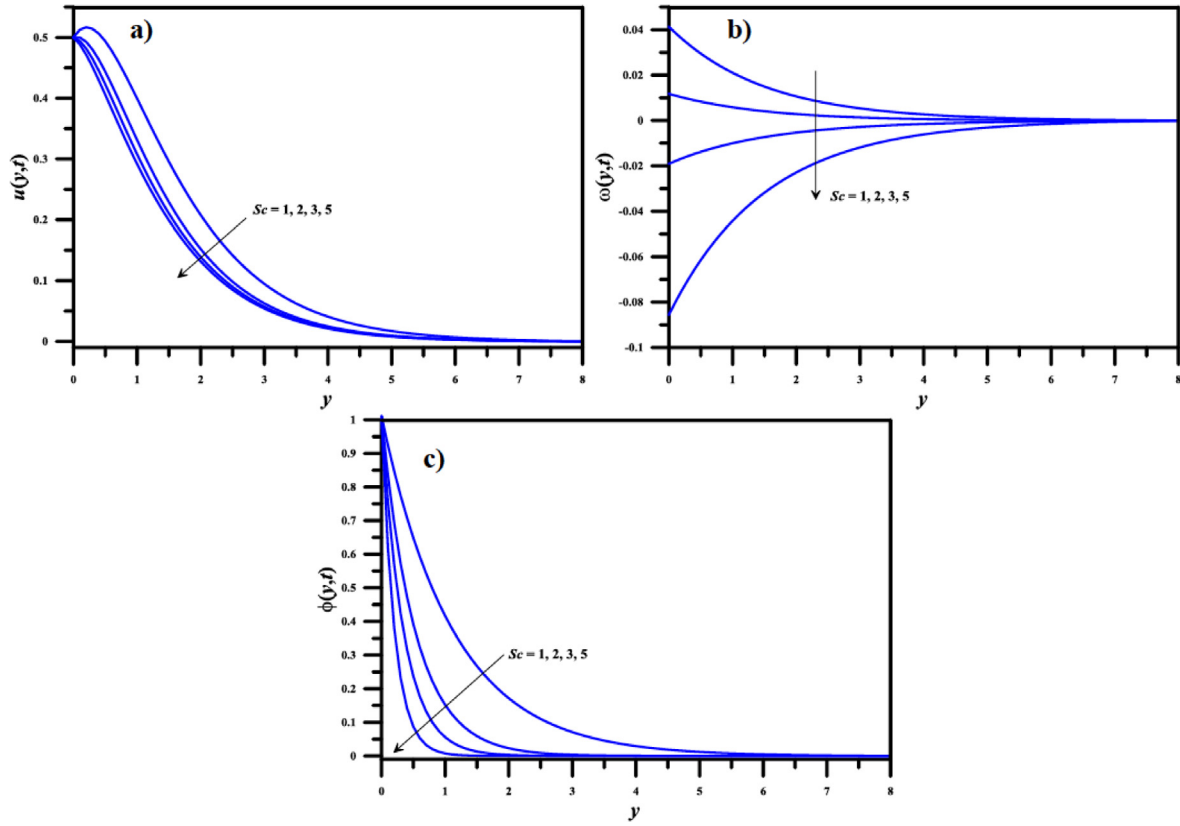 a)
0.5
0.4
0.3
0.2
0.1
0
u(y,t)
Sc = 1, 2, 3, 5
0 1 2 3 4 5 6 7 8
y
b)
0.04
0.02
0
-0.02
-0.04
-0.06
-0.08
-0.1
ω(y,t)
Sc = 1, 2, 3, 5
0 1 2 3 4 5 6 7 8
y
c)
1
0.9
0.8
0.7
0.6
0.5
0.4
0.3
0.2
0.1
0
ϕ(y,t)
Sc = 1, 2, 3, 5
0 1 2 3 4 5 6 7 8
y